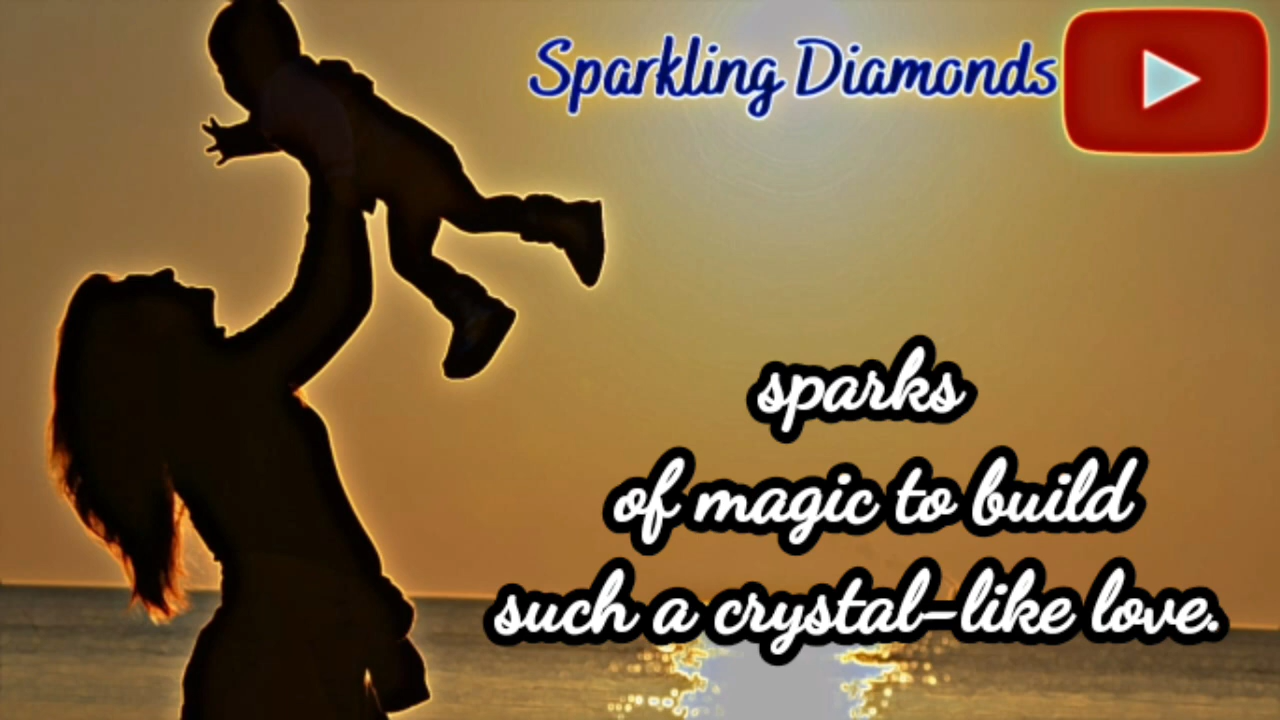 Sparkling Diamonds
sparks
of magic to build
such a crystal-like love.